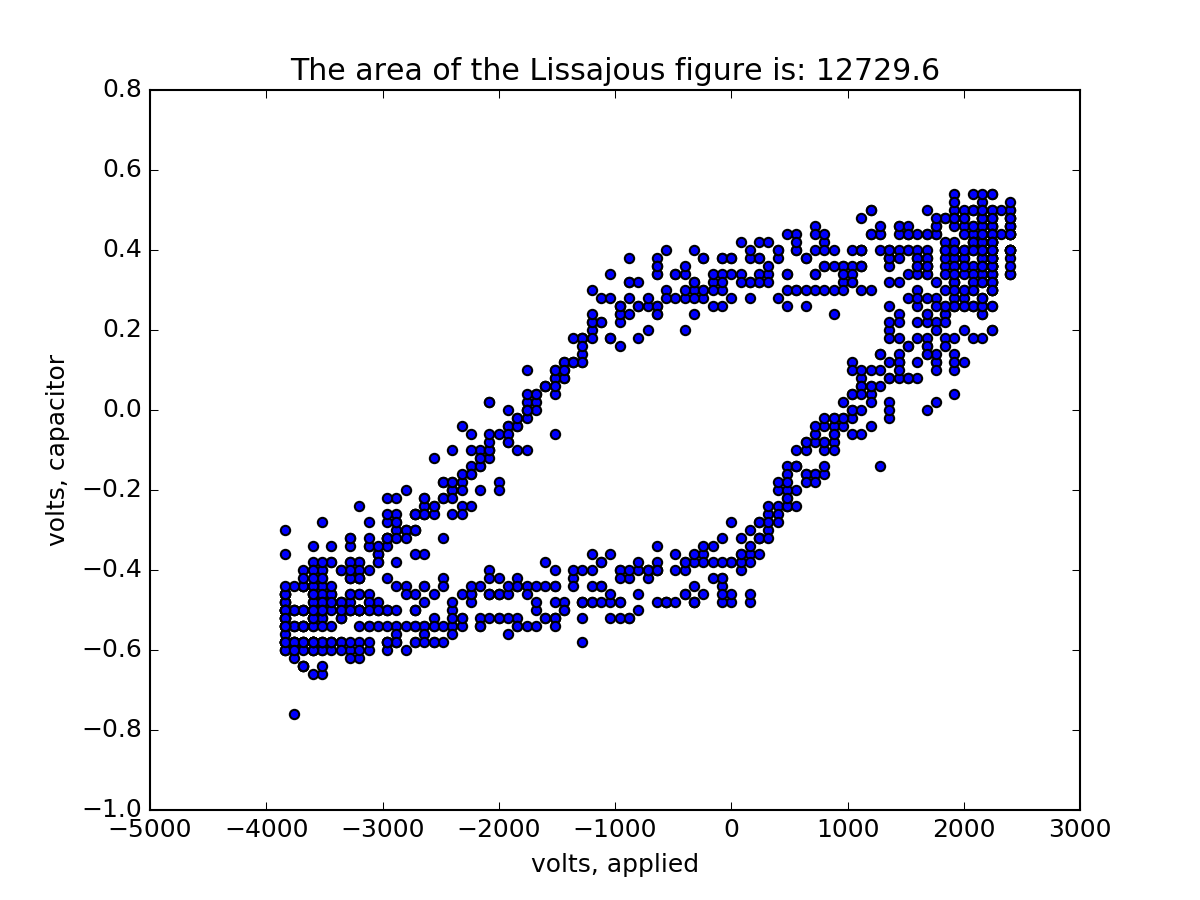 The area of the Lissajous figure is: 12729.6
0.8
0.6
0.4
0.2
0.0
−0.2
−0.4
−0.6
−0.8
−1.0
volts, capacitor
−5000 −4000 −3000 −2000 −1000 0 1000 2000 3000
volts, applied